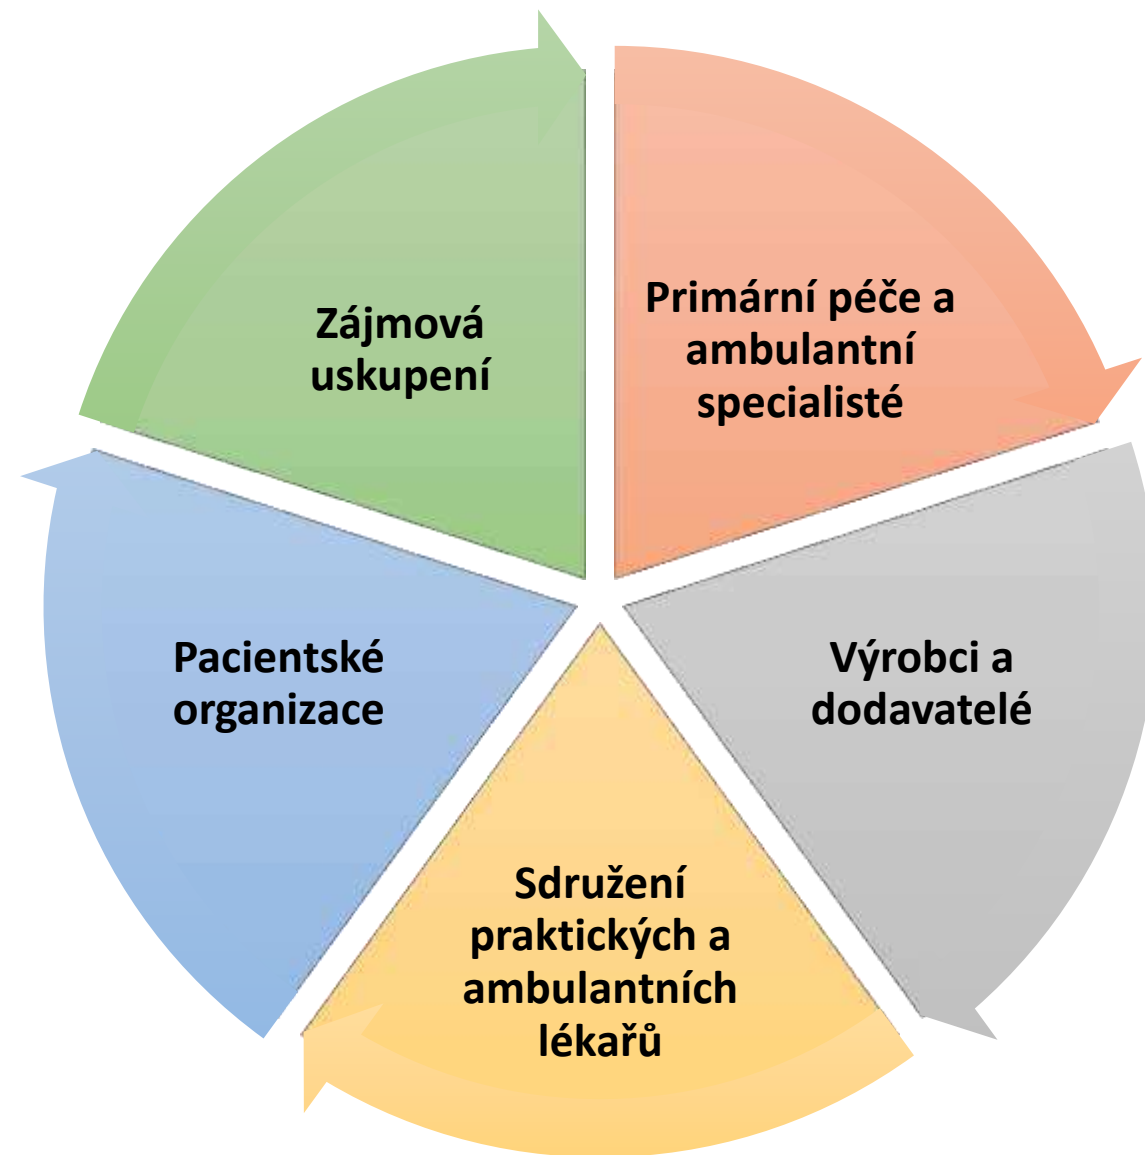 Zájmová
uskupení
Primární péče a
ambulantní
specialisté
Pacientské
organizace
Výrobci a
dodavatelé
Sdružení
praktických a
ambulantních
lékařů